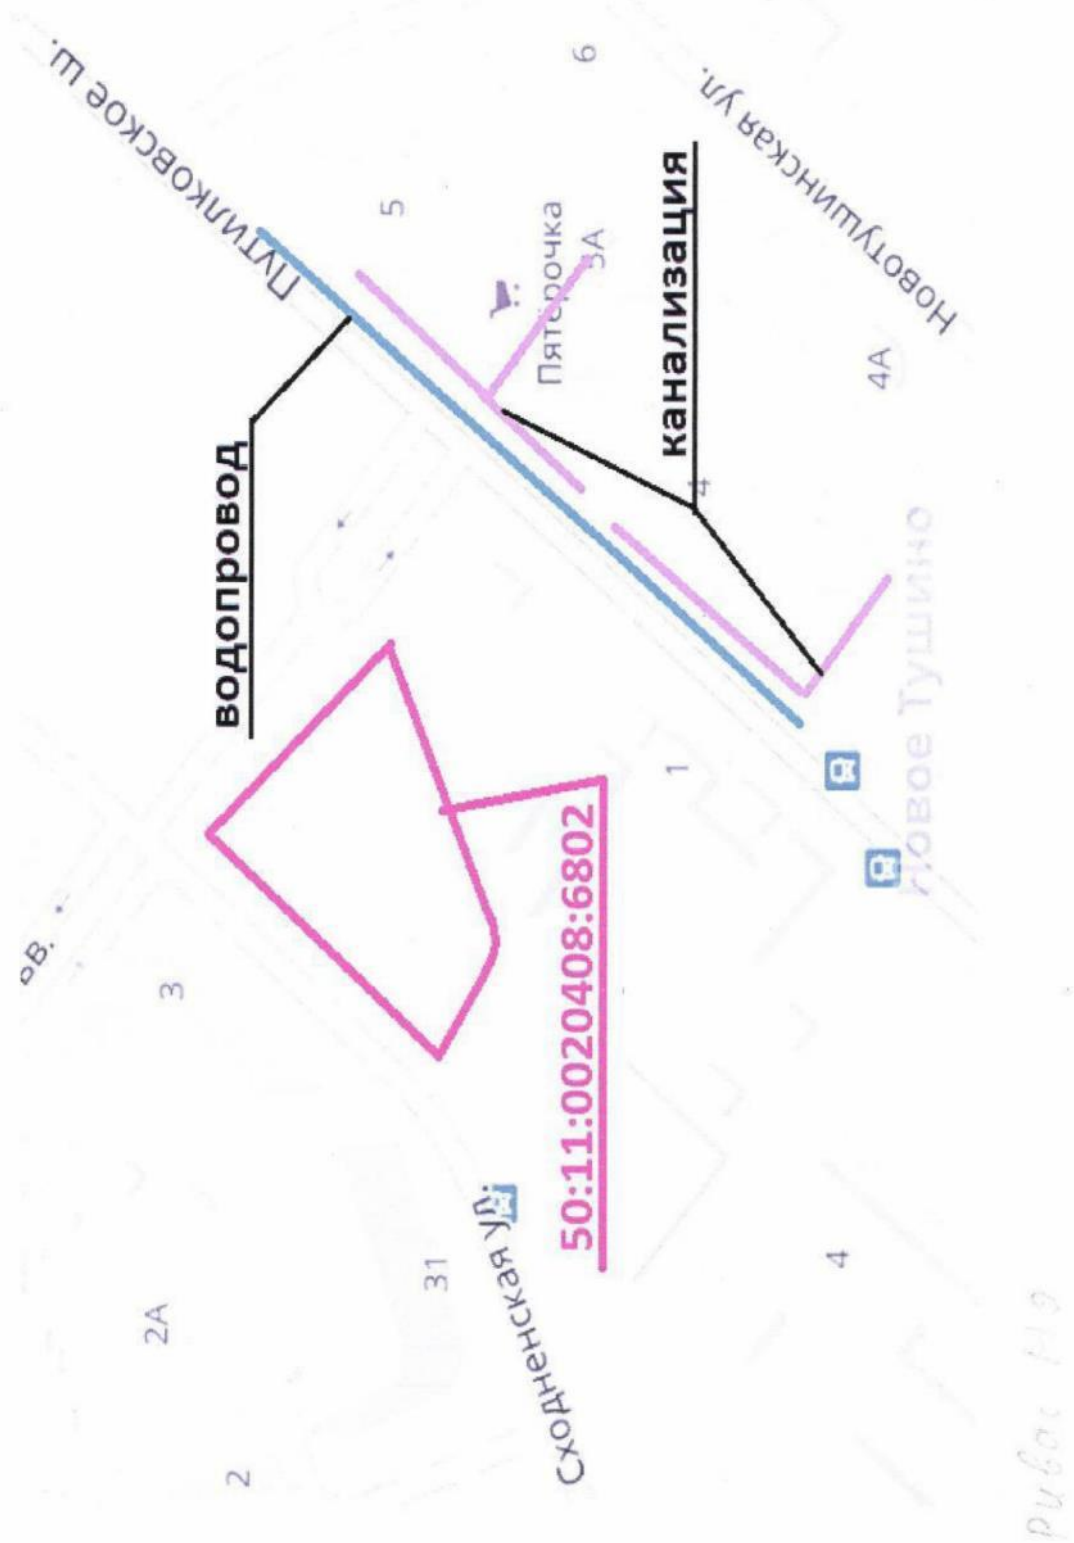 Путилковское ш.
6
Новотушинская ул.
5
Пятёрочка
5А
канализация
4А
водопровод
4
Новое Тушино
1
3
50:11:0020408:6802
31
Сходненская ул.
2А
4
2